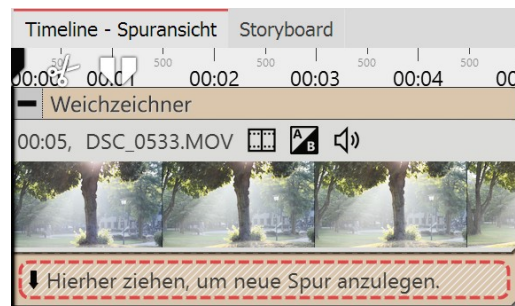 Timeline - Spuransicht Storyboard
500 500 500 500 500
00:00 00:01 00:02 00:03 00:04 00
Weichzeichner
00:05, DSC_0533.MOV A B
Hierher ziehen, um neue Spur anzulegen.